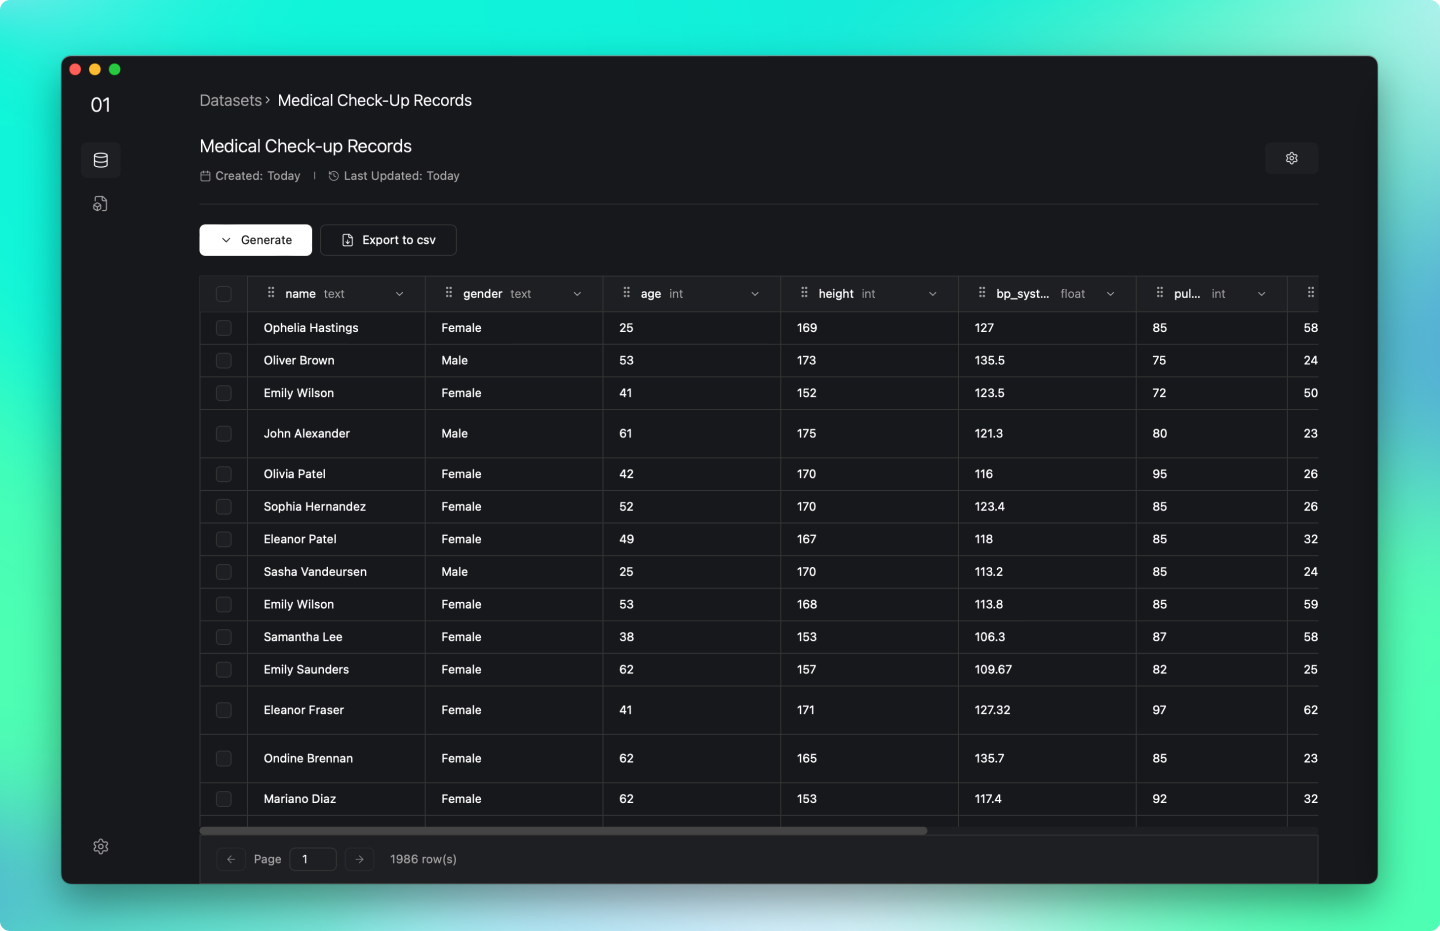 01
Datasets › Medical Check-Up Records
Medical Check-up Records
Created: Today | Last Updated: Today
Generate Export to csv
name text gender text age int height int bp_syst... float pul... int
Ophelia Hastings Female 25 169 127 85 58
Oliver Brown Male 53 173 135.5 75 24
Emily Wilson Female 41 152 123.5 72 50
John Alexander Male 61 175 121.3 80 23
Olivia Patel Female 42 170 116 95 26
Sophia Hernandez Female 52 170 123.4 85 26
Eleanor Patel Female 49 167 118 85 32
Sasha Vandeursen Male 25 170 113.2 85 24
Emily Wilson Female 53 168 113.8 85 59
Samantha Lee Female 38 153 106.3 87 58
Emily Saunders Female 62 157 109.67 82 25
Eleanor Fraser Female 41 171 127.32 97 62
Ondine Brennan Female 62 165 135.7 85 23
Mariano Diaz Female 62 153 117.4 92 32
Page 1 1986 row(s)